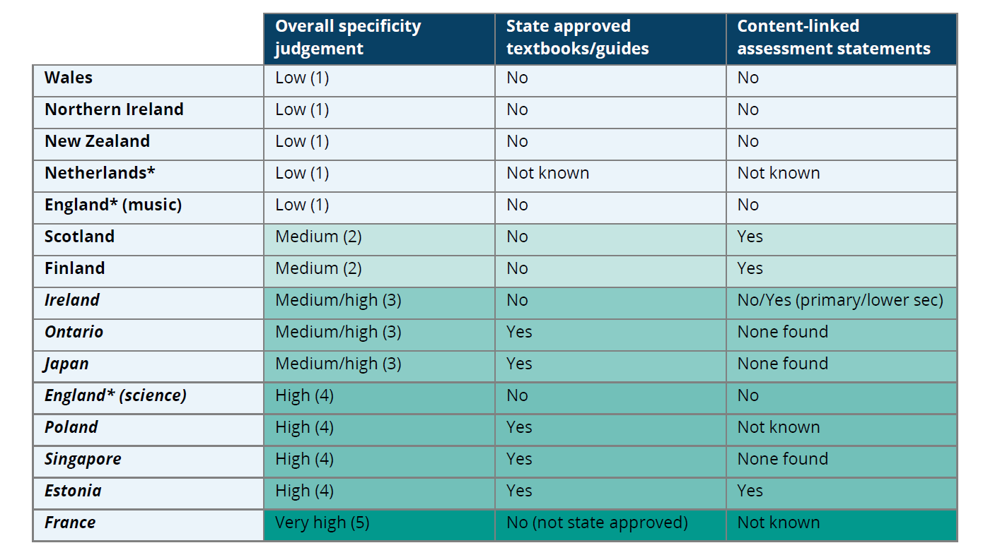 Overall specificity judgement | State approved textbooks/guides | Content-linked assessment statements
Wales | Low (1) | No | No
Northern Ireland | Low (1) | No | No
New Zealand | Low (1) | No | No
Netherlands* | Low (1) | Not known | Not known
England* (music) | Low (1) | No | No
Scotland | Medium (2) | No | Yes
Finland | Medium (2) | No | Yes
Ireland | Medium/high (3) | No | No/Yes (primary/lower sec)
Ontario | Medium/high (3) | Yes | None found
Japan | Medium/high (3) | Yes | None found
England* (science) | High (4) | No | No
Poland | High (4) | Yes | Not known
Singapore | High (4) | Yes | None found
Estonia | High (4) | Yes | Yes
France | Very high (5) | No (not state approved) | Not known